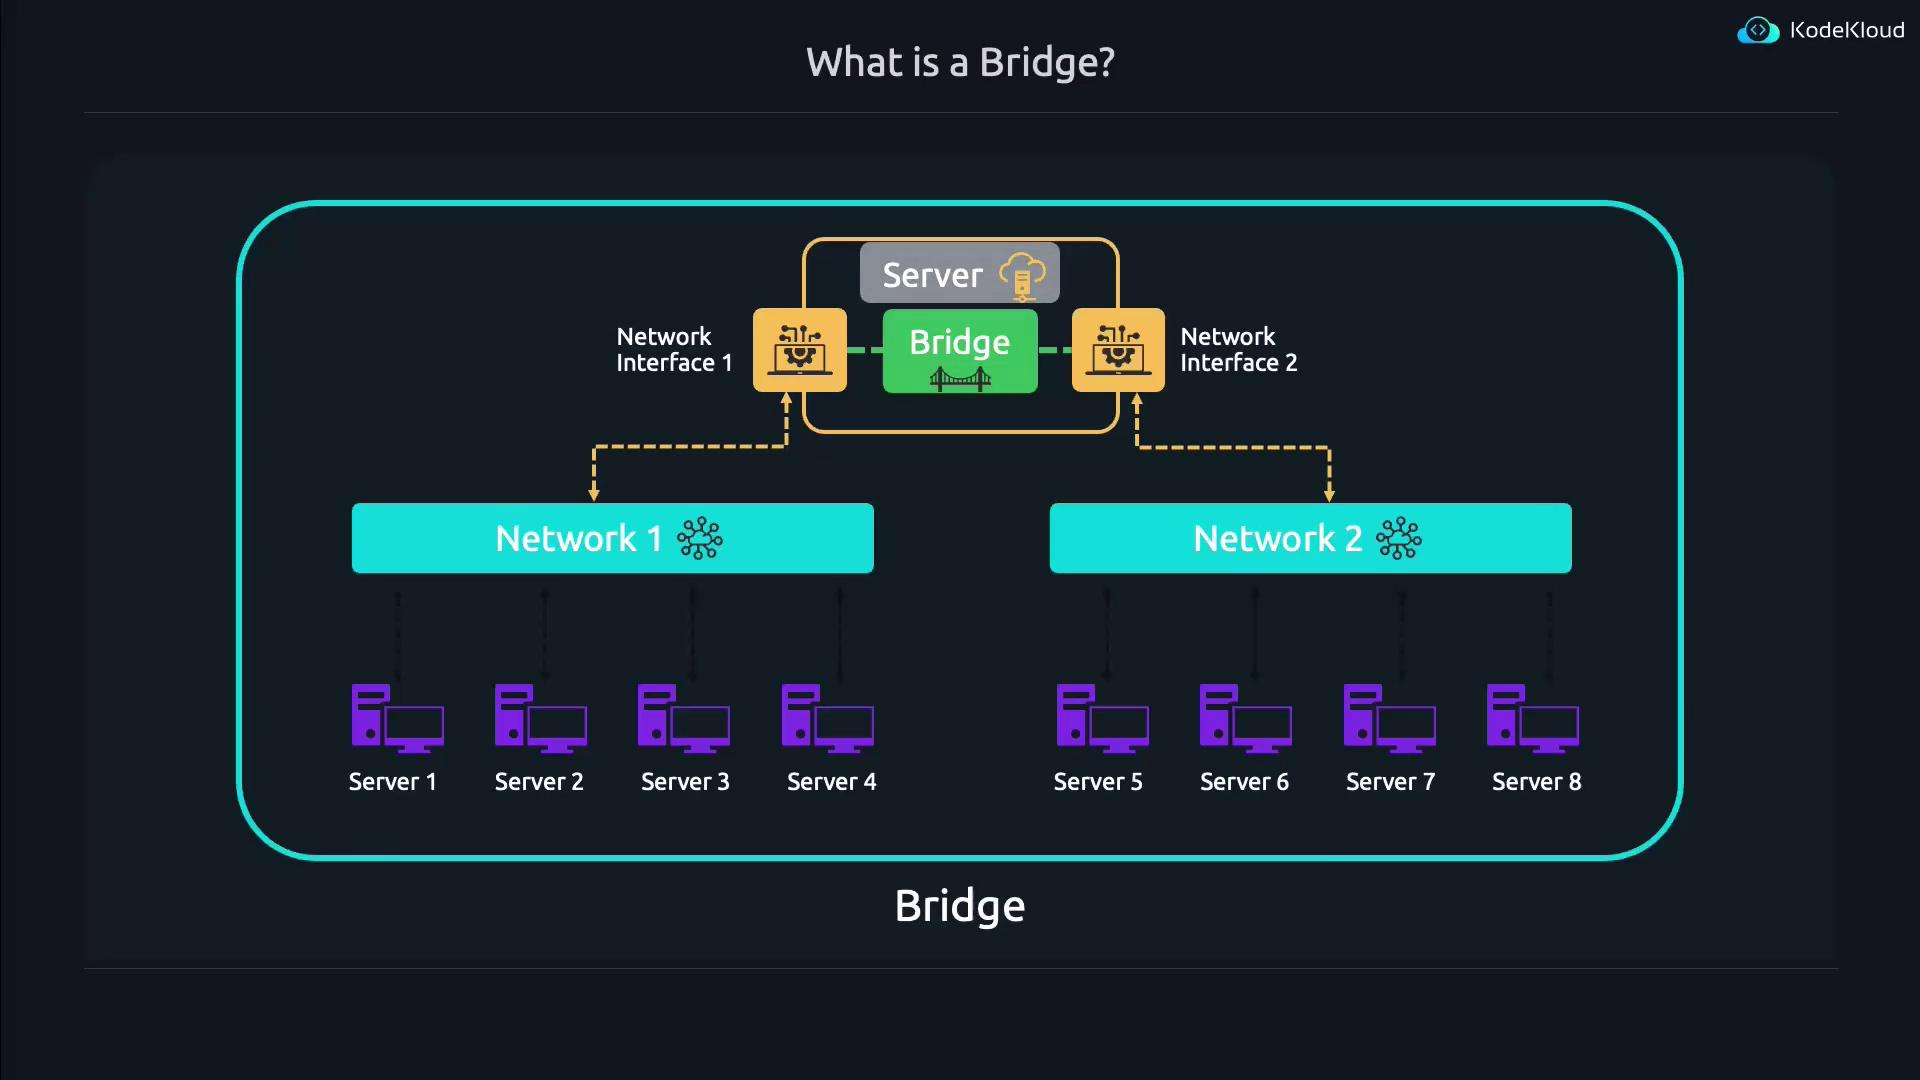 KodeKloud
What is a Bridge?
Server
Network
Interface 1
Bridge
Network
Interface 2
Network 1
Network 2
Server 1
Server 2
Server 3
Server 4
Server 5
Server 6
Server 7
Server 8
Bridge